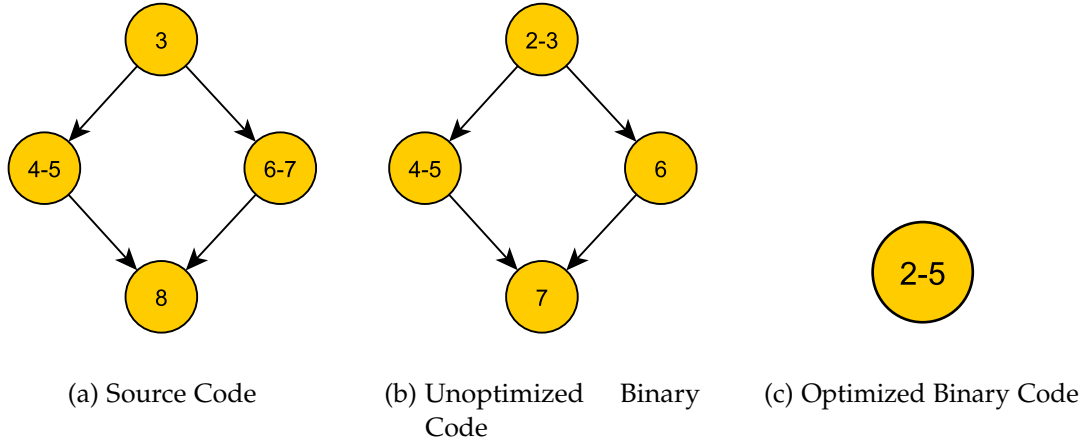 3
2-3
4-5
6-7
4-5
6
2-5
8
7
(a) Source Code
(b) Unoptimized Binary
Code
(c) Optimized Binary Code